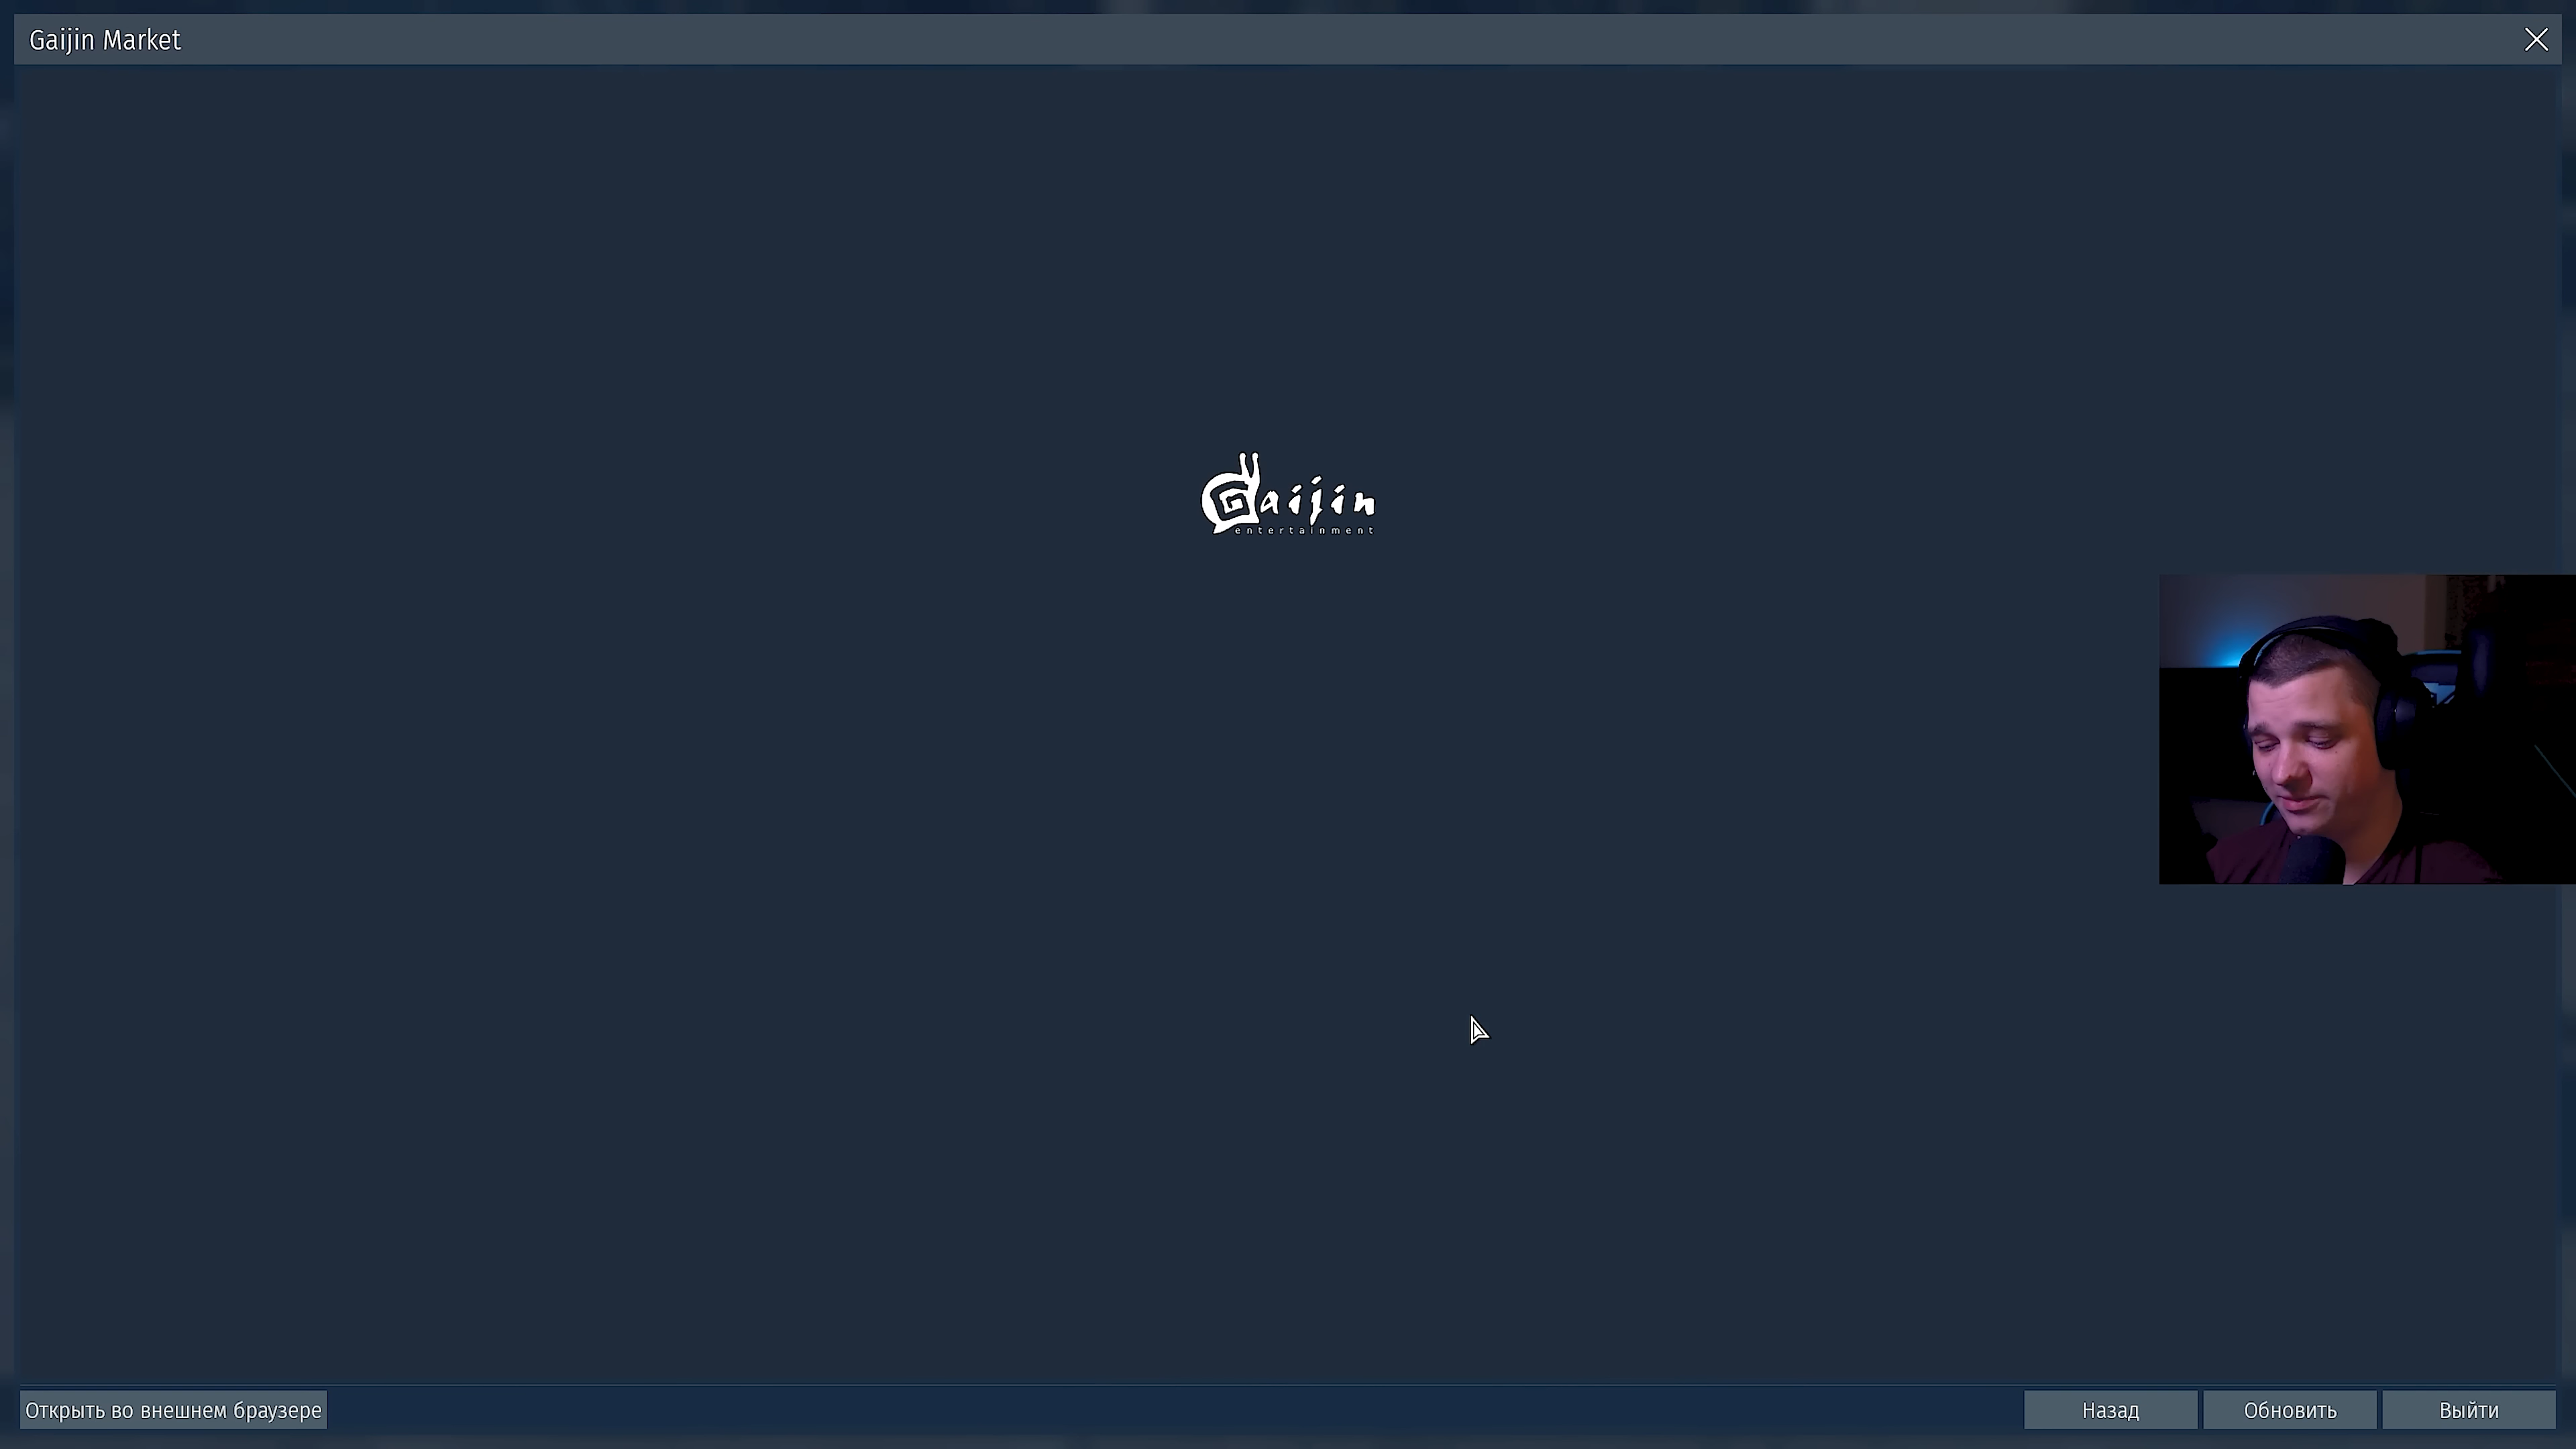 Gaijin Market
Gaijin
entertainment
Открыть во внешнем браузере
Назад
Обновить
Выйти